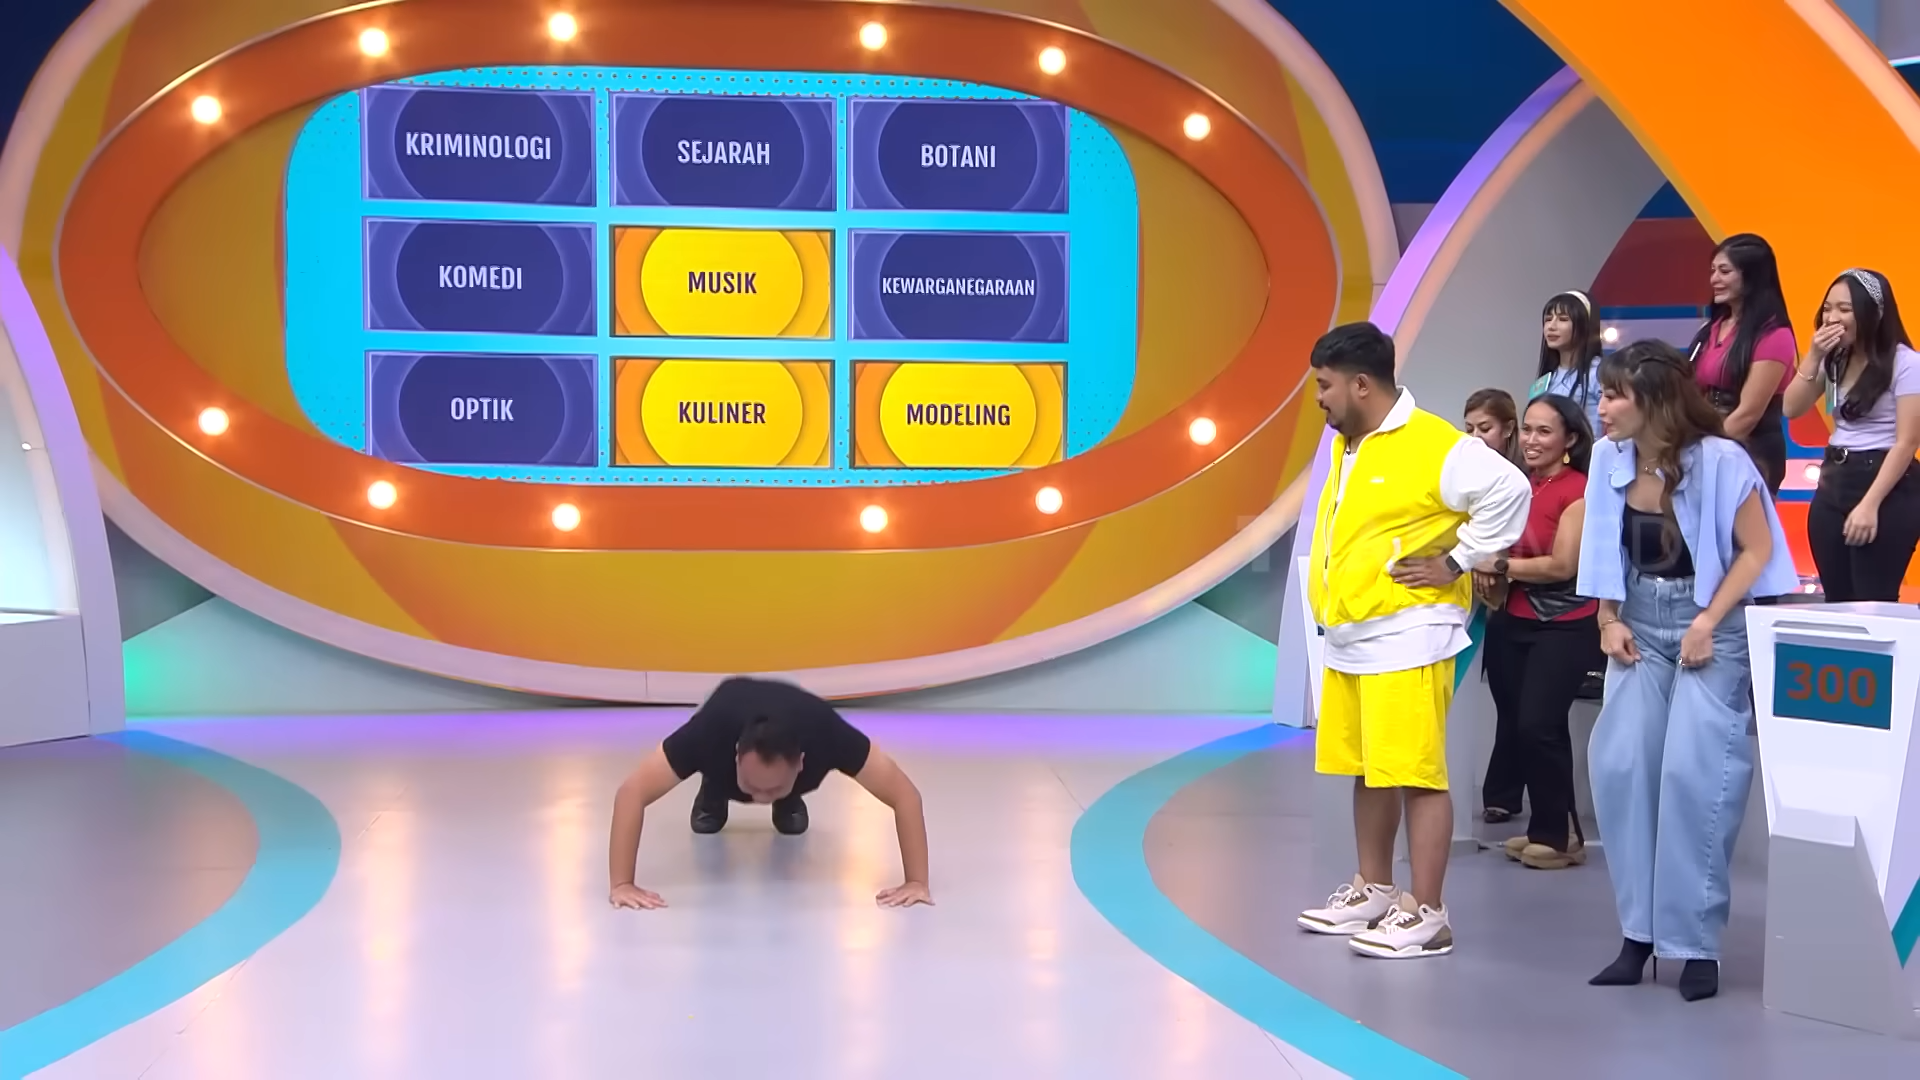 KRIMINOLOGI
SEJARAH
BOTANI
KOMEDI
MUSIK
KEWARGANEGARAAN
OPTIK
KULINER
MODELING
300